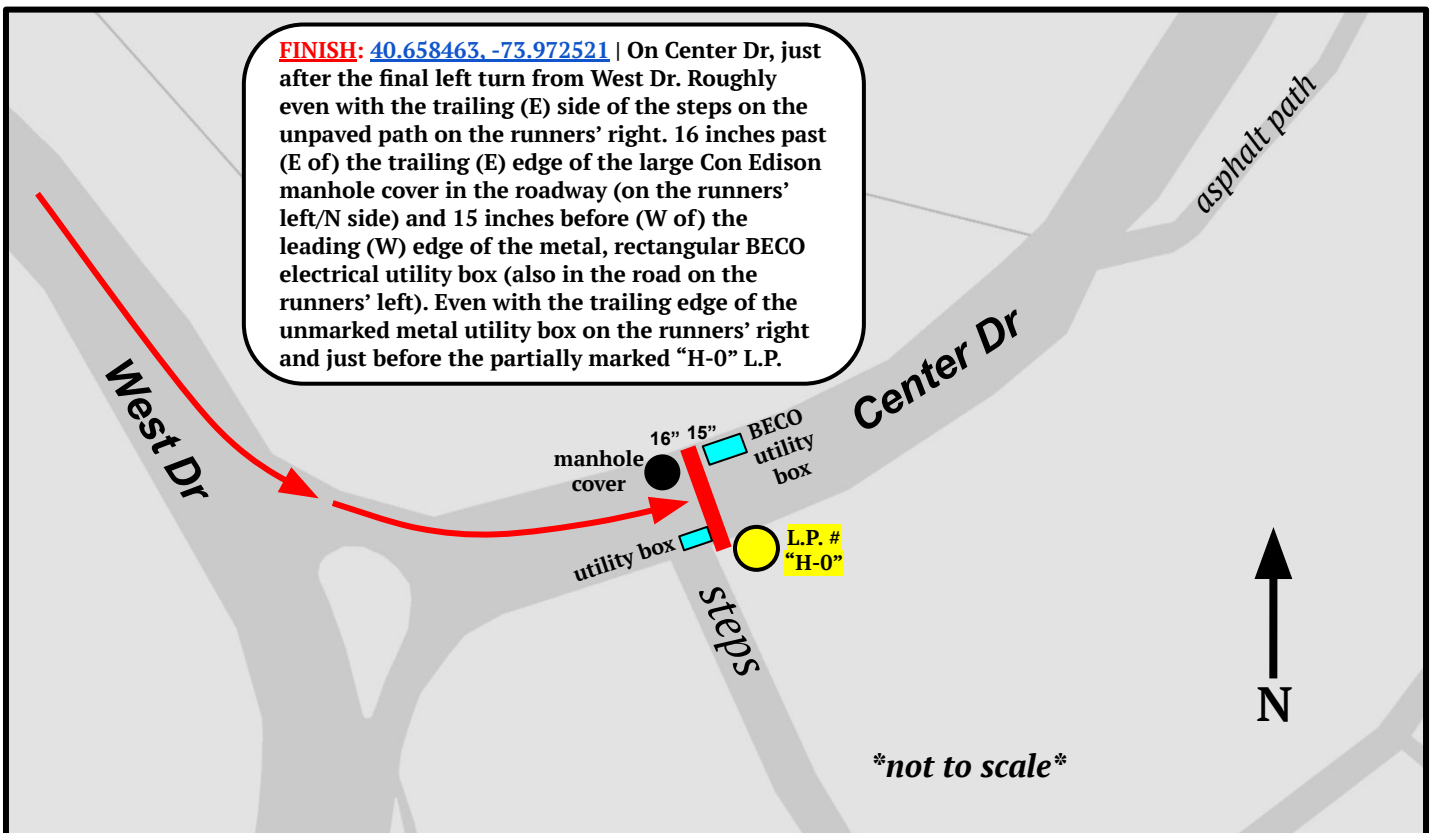 FINISH: 40.658463, -73.972521 | On Center Dr, just
after the final left turn from West Dr. Roughly
even with the trailing (E) side of the steps on the
unpaved path on the runners’ right. 16 inches past
(E of) the trailing (E) edge of the large Con Edison
manhole cover in the roadway (on the runners’
left/N side) and 15 inches before (W of) the
leading (W) edge of the metal, rectangular BECO
electrical utility box (also in the road on the
runners’ left). Even with the trailing edge of the
unmarked metal utility box on the runners’ right
and just before the partially marked “H-0” L.P.
asphalt path
West Dr
Center Dr
16” 15”
BECO
utility
box
manhole
cover
utility box
L.P. #
“H-0”
steps
N
*not to scale*